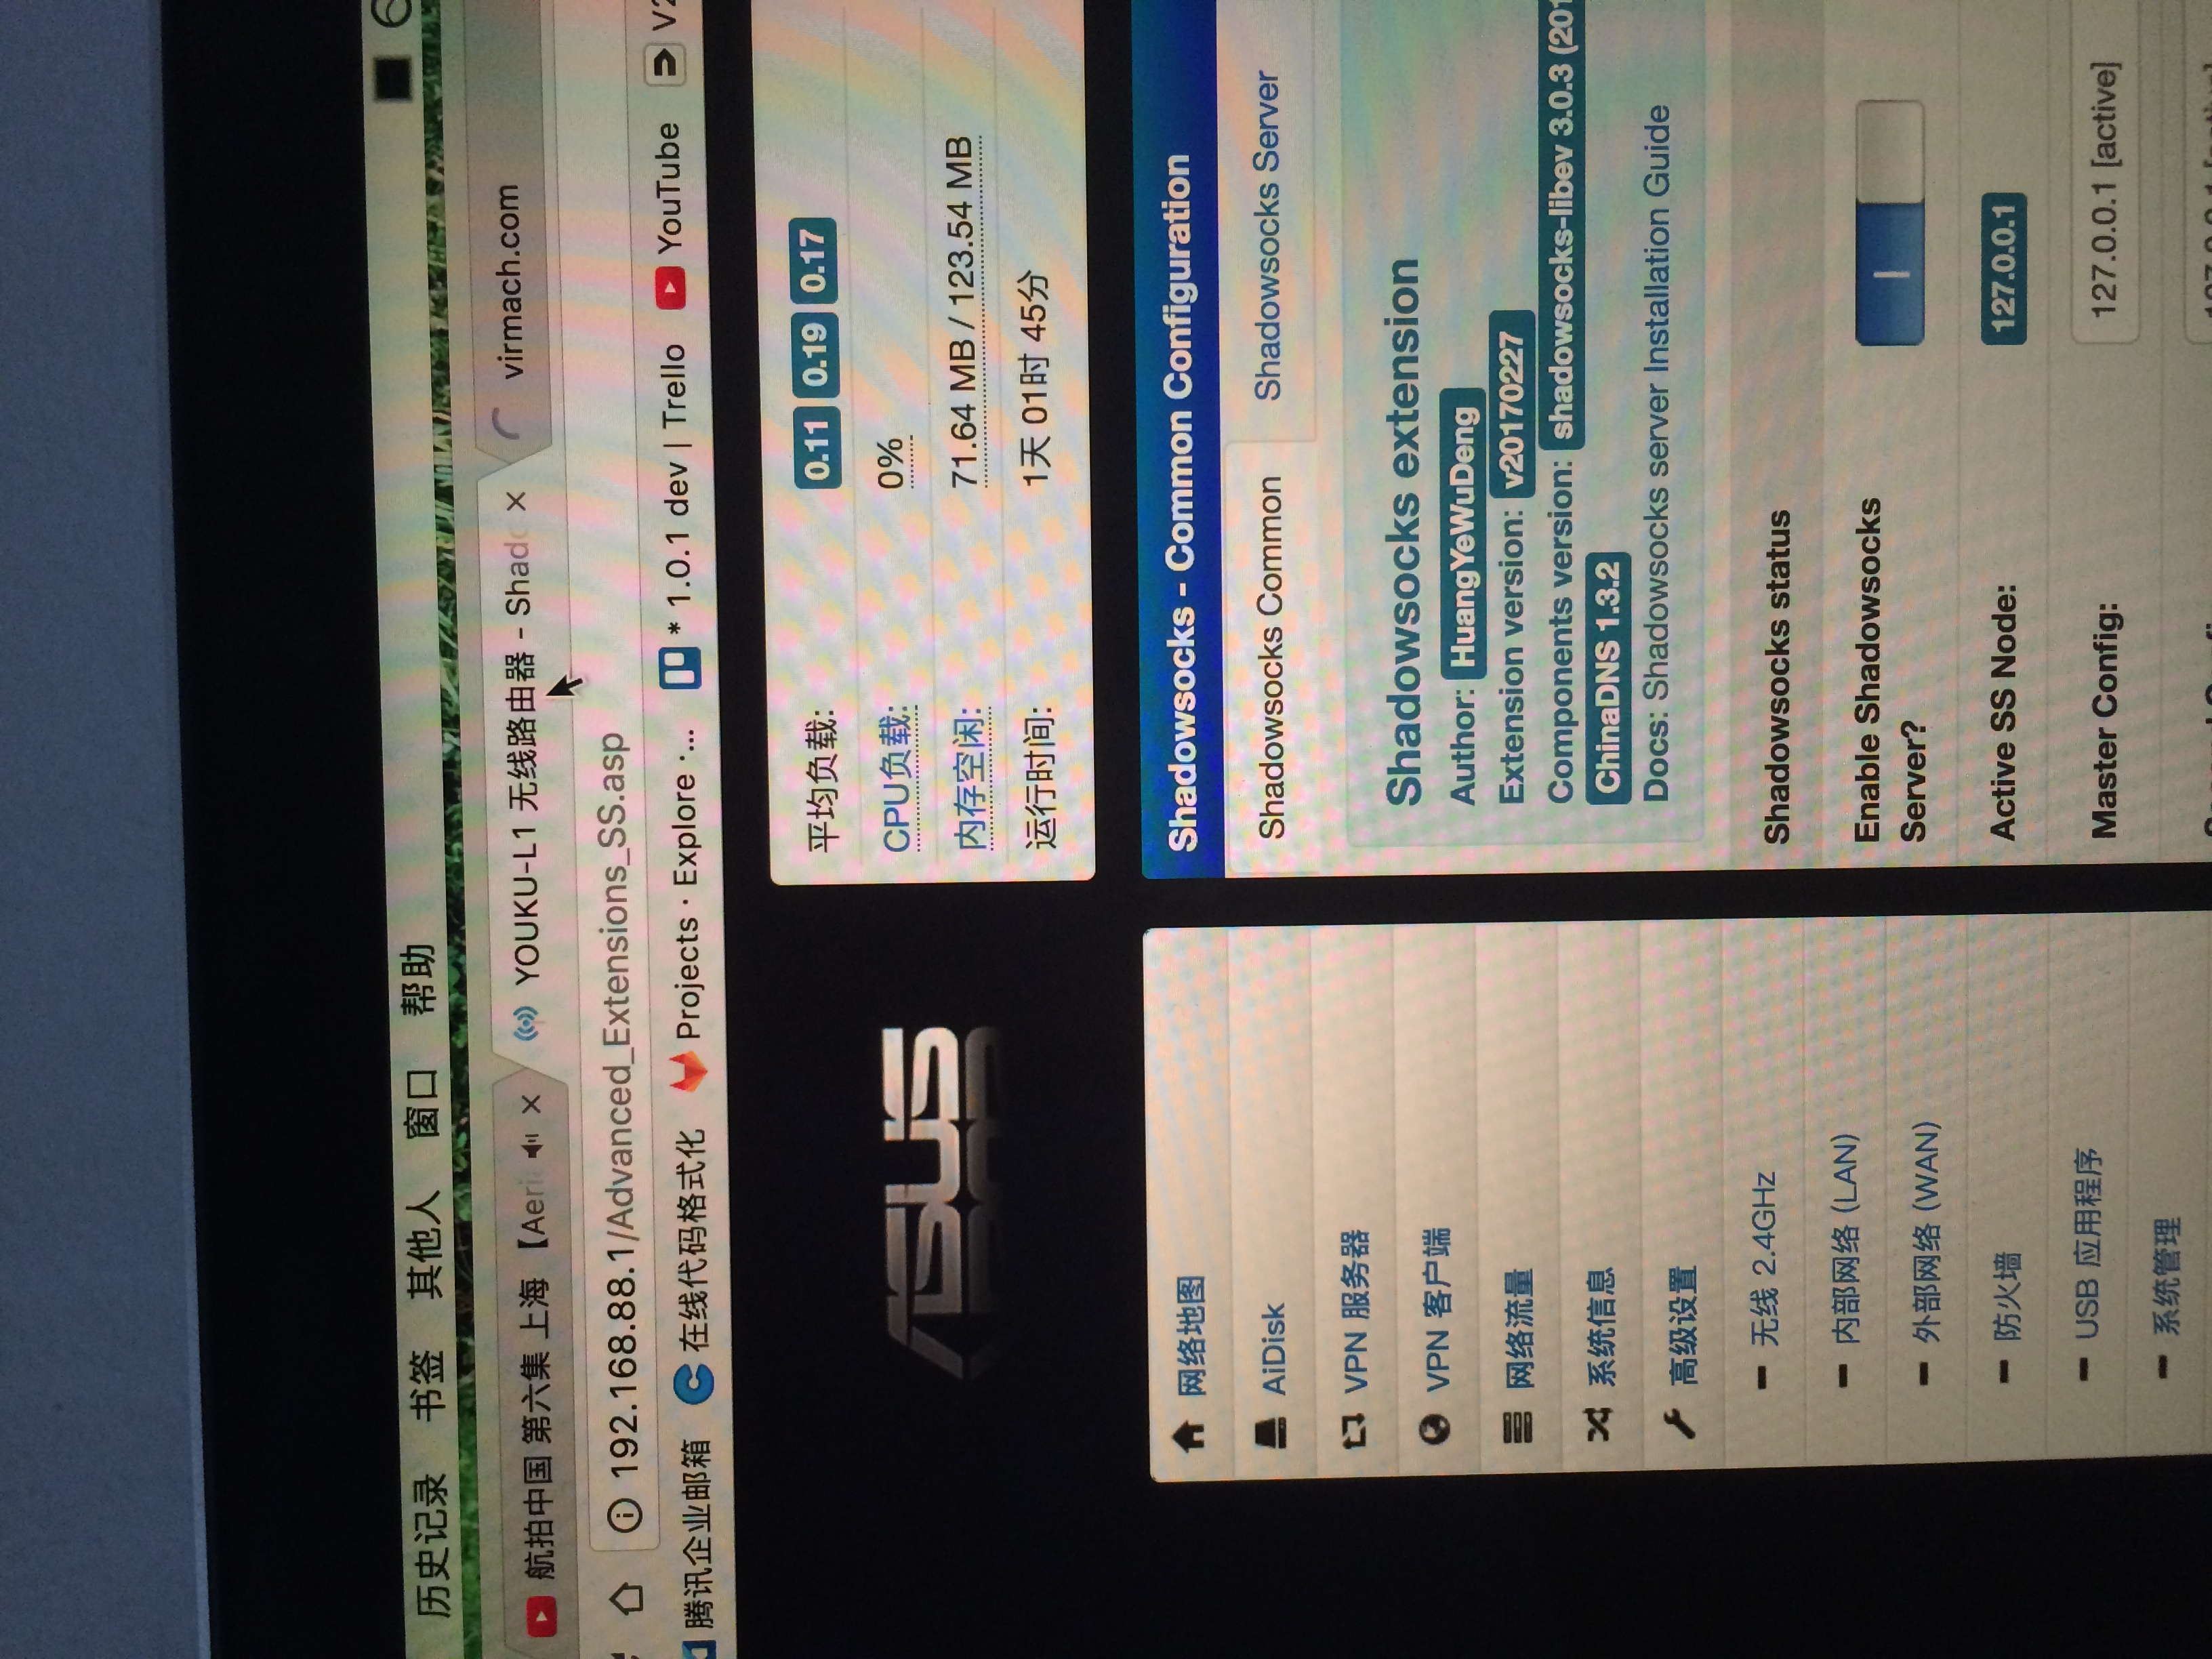 历史记录 书签 其他人 窗口 帮助
航拍中国 第六集 上海 【Aeri
YOUKU-L1 无线路由器 - Shad
virmach.com
192.168.88.1/Advanced_Extensions_SS.asp
腾讯企业邮箱 在线代码格式化 Projects · Explore ·... * 1.0.1 dev | Trello YouTube V2
平均负载: 0.11 0.19 0.17
CPU负载: 0%
内存空闲: 71.64 MB / 123.54 MB
运行时间: 1天 01时 45分
ASUS
网络地图
AiDisk
VPN 服务器
VPN 客户端
网络流量
系统信息
高级设置
无线 2.4GHz
内部网络 (LAN)
外部网络 (WAN)
防火墙
USB 应用程序
系统管理
Shadowsocks - Common Configuration
Shadowsocks Common Shadowsocks Server
Shadowsocks extension
Author: HuangYeWuDeng
Extension version: v20170227
Components version: shadowsocks-libev 3.0.3 (201
ChinaDNS 1.3.2
Docs: Shadowsocks server Installation Guide
Shadowsocks status
Enable Shadowsocks
Server?
Active SS Node: 127.0.0.1
Master Config: 127.0.0.1 [active]